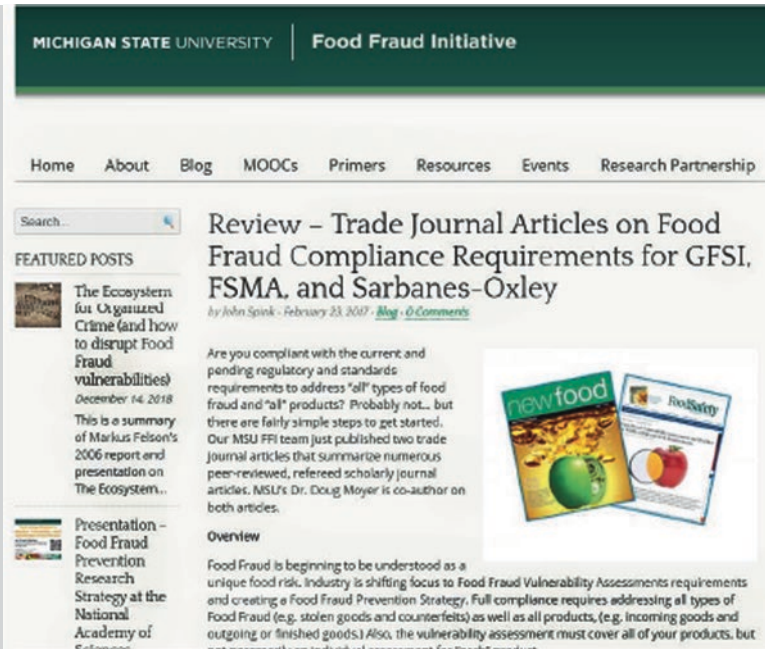 MICHIGAN STATE UNIVERSITY Food Fraud Initiative
Home About Blog MOOCs Primers Resources Events Research Partnership
Search...
FEATURED POSTS
The Ecosystem
for Organized
Crime (and how
to disrupt Food
Fraud
vulnerabilities)
December 14, 2018
This is a summary
of Markus Felson's
2006 report and
presentation on
The Ecosystem...
Presentation –
Food Fraud
Prevention
Research
Strategy at the
National
Academy of
Sciences
Review – Trade Journal Articles on Food
Fraud Compliance Requirements for GFSI,
FSMA, and Sarbanes-Oxley
by John Spink · February 23, 2017 · Blog · 0 Comments
Are you compliant with the current and
pending regulatory and standards
requirements to address "all" types of food
fraud and "all" products? Probably not... but
there are fairly simple steps to get started.
Our MSU FFI team just published two trade
journal articles that summarize numerous
peer-reviewed, refereed scholarly journal
articles. MSU's Dr. Doug Moyer is co-author on
both articles.
newfood
FoodSafety
Overview
Food Fraud is beginning to be understood as a
unique food risk. Industry is shifting focus to Food Fraud Vulnerability Assessments requirements
and creating a Food Fraud Prevention Strategy. Full compliance requires addressing all types of
Food Fraud (e.g. stolen goods and counterfeits) as well as all products, (e.g. incoming goods and
outgoing or finished goods.) Also, the vulnerability assessment must cover all of your products, but
not necessarily an individual assessment for "each" product.